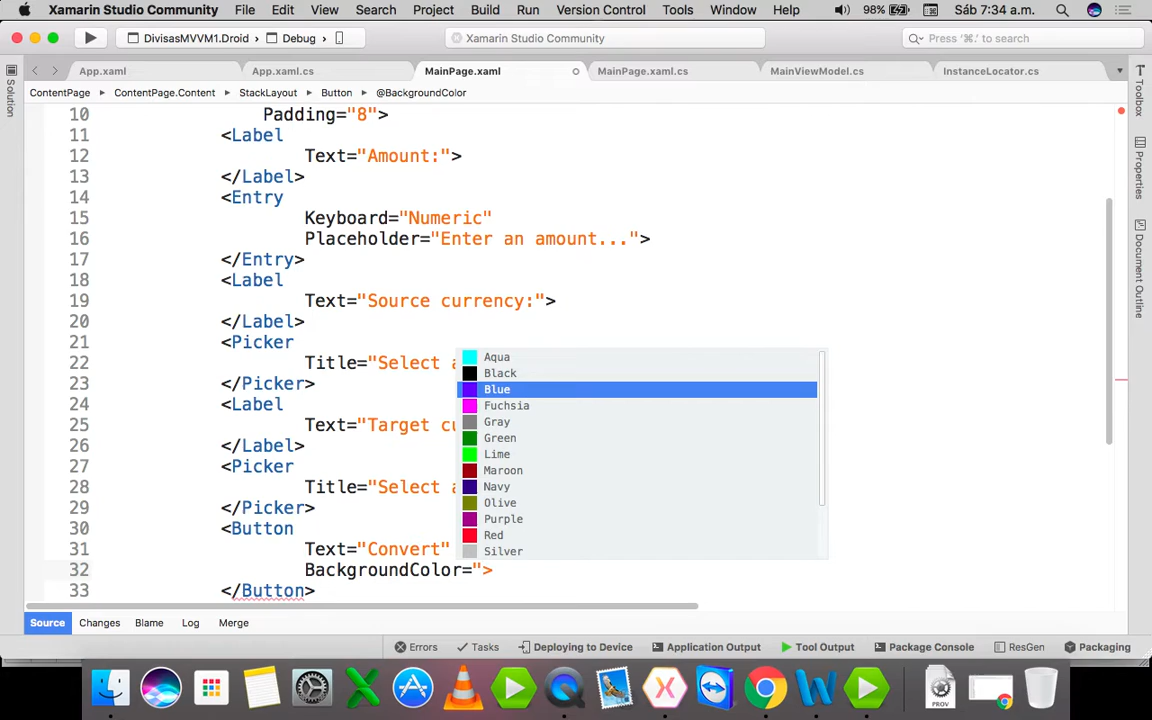 Xamarin Studio Community File Edit View Search Project Build Run Version Control Tools Window Help 98% Sáb 7:34 a.m.
DivisasMVVM1.Droid > Debug > Xamarin Studio Community Press '⌘.' to search
App.xaml App.xaml.cs MainPage.xaml MainPage.xaml.cs MainViewModel.cs InstanceLocator.cs
ContentPage ContentPage.Content StackLayout Button @BackgroundColor
Solution
Toolbox
Properties
Document Outline
10 Padding="8">
11 <Label
12 Text="Amount:">
13 </Label>
14 <Entry
15 Keyboard="Numeric"
16 Placeholder="Enter an amount...">
17 </Entry>
18 <Label
19 Text="Source currency:">
20 </Label>
21 <Picker
22 Title="Select a
23 </Picker>
24 <Label
25 Text="Target cu
26 </Label>
27 <Picker
28 Title="Select a
29 </Picker>
30 <Button
31 Text="Convert"
32 BackgroundColor=">
33 </Button>
Aqua
Black
Blue
Fuchsia
Gray
Green
Lime
Maroon
Navy
Olive
Purple
Red
Silver
Source Changes Blame Log Merge
Errors Tasks Deploying to Device Application Output Tool Output Package Console ResGen Packaging
PROV